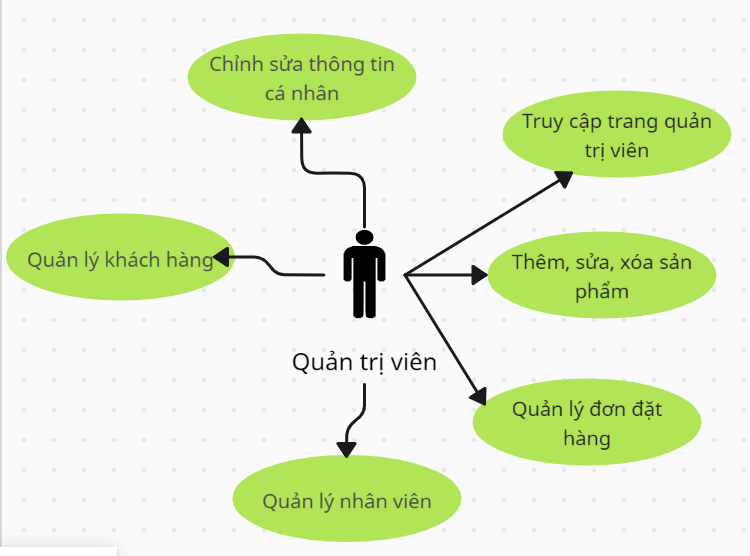 Chỉnh sửa thông tin
cá nhân
Truy cập trang quản
trị viên
Quản lý khách hàng
Thêm, sửa, xóa sản
phẩm
Quản trị viên
Quản lý đơn đặt
hàng
Quản lý nhân viên